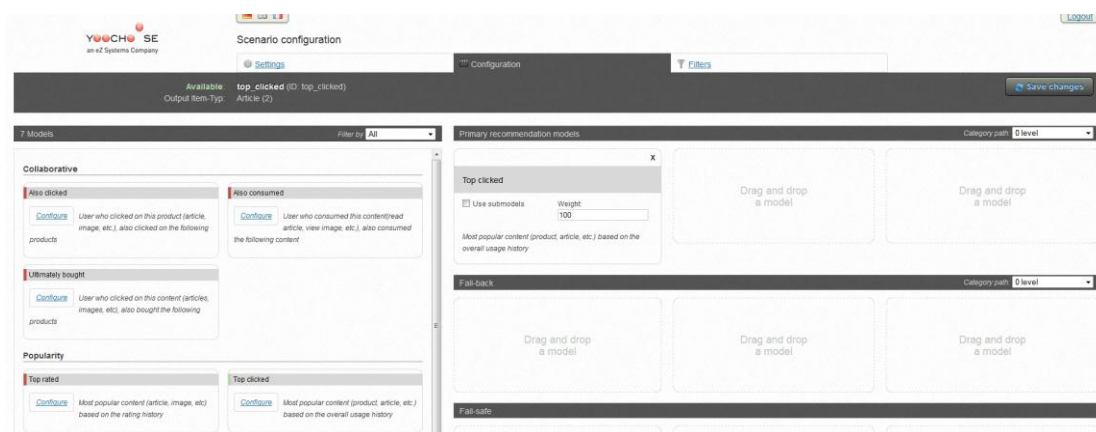 Logout
YOOCHOOSE
an eZ Systems Company
Scenario configuration
Settings
Configuration
Filters
Available: top_clicked (ID: top_clicked)
Output Item-Typ: Article (2)
Save changes
7 Models
Filter by All
Collaborative
Also clicked
Configure
User who clicked on this product (article, image, etc.), also clicked on the following products
Also consumed
Configure
User who consumed this content(read article, view image, etc.), also consumed the following content
Ultimately bought
Configure
User who clicked on this content (articles, images, etc), also bought the following products
Popularity
Top rated
Configure
Most popular content (article, image, etc) based on the rating history
Top clicked
Configure
Most popular content (product, article, etc.) based on the overall usage history
Primary recommendation models
Category path: 0 level
X
Top clicked
Use submodels
Weight:
100
Most popular content (product, article, etc.) based on the
overall usage history
Drag and drop
a model
Drag and drop
a model
Fall-back
Category path: 0 level
Drag and drop
a model
Drag and drop
a model
Drag and drop
a model
Fail-safe